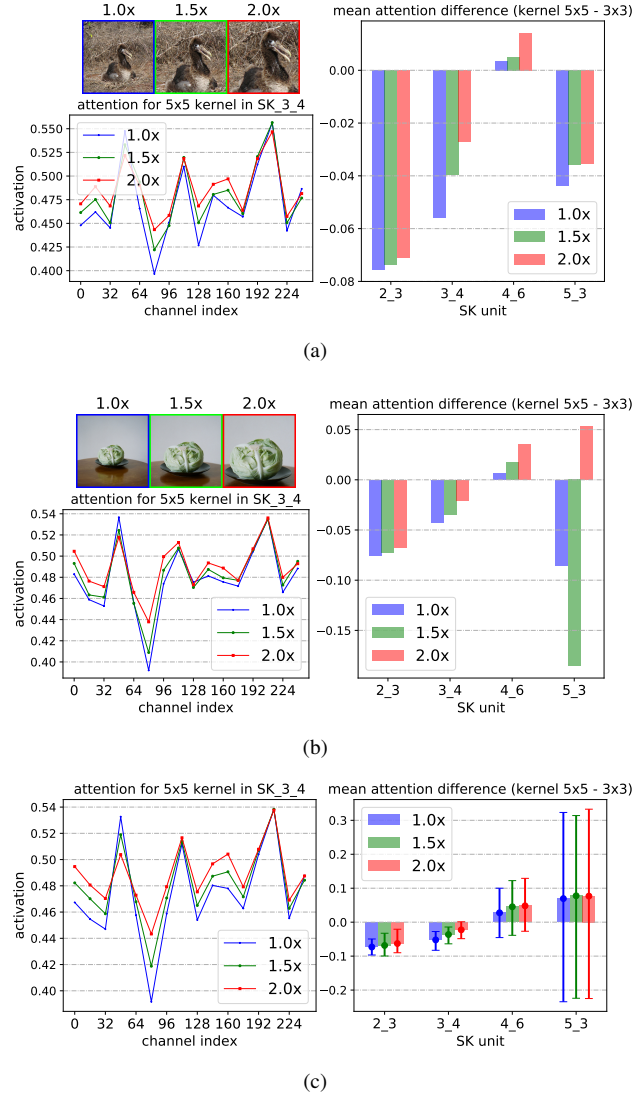 1.0x 1.5x 2.0x
attention for 5x5 kernel in SK_3_4
0.550
0.525
0.500
0.475
0.450
0.425
0.400
activation
1.0x
1.5x
2.0x
0 32 64 96 128 160 192 224
channel index
mean attention difference (kernel 5x5 - 3x3)
0.00
−0.02
−0.04
−0.06
−0.08
1.0x
1.5x
2.0x
2_3 3_4 4_6 5_3
SK unit
(a)
1.0x 1.5x 2.0x
attention for 5x5 kernel in SK_3_4
0.54
0.52
0.50
0.48
0.46
0.44
0.42
0.40
activation
1.0x
1.5x
2.0x
0 32 64 96 128 160 192 224
channel index
mean attention difference (kernel 5x5 - 3x3)
0.05
0.00
−0.05
−0.10
−0.15
1.0x
1.5x
2.0x
2_3 3_4 4_6 5_3
SK unit
(b)
attention for 5x5 kernel in SK_3_4
0.54
0.52
0.50
0.48
0.46
0.44
0.42
0.40
activation
1.0x
1.5x
2.0x
0 32 64 96 128 160 192 224
channel index
mean attention difference (kernel 5x5 - 3x3)
0.3
0.2
0.1
0.0
−0.1
−0.2
1.0x
1.5x
2.0x
2_3 3_4 4_6 5_3
SK unit
(c)